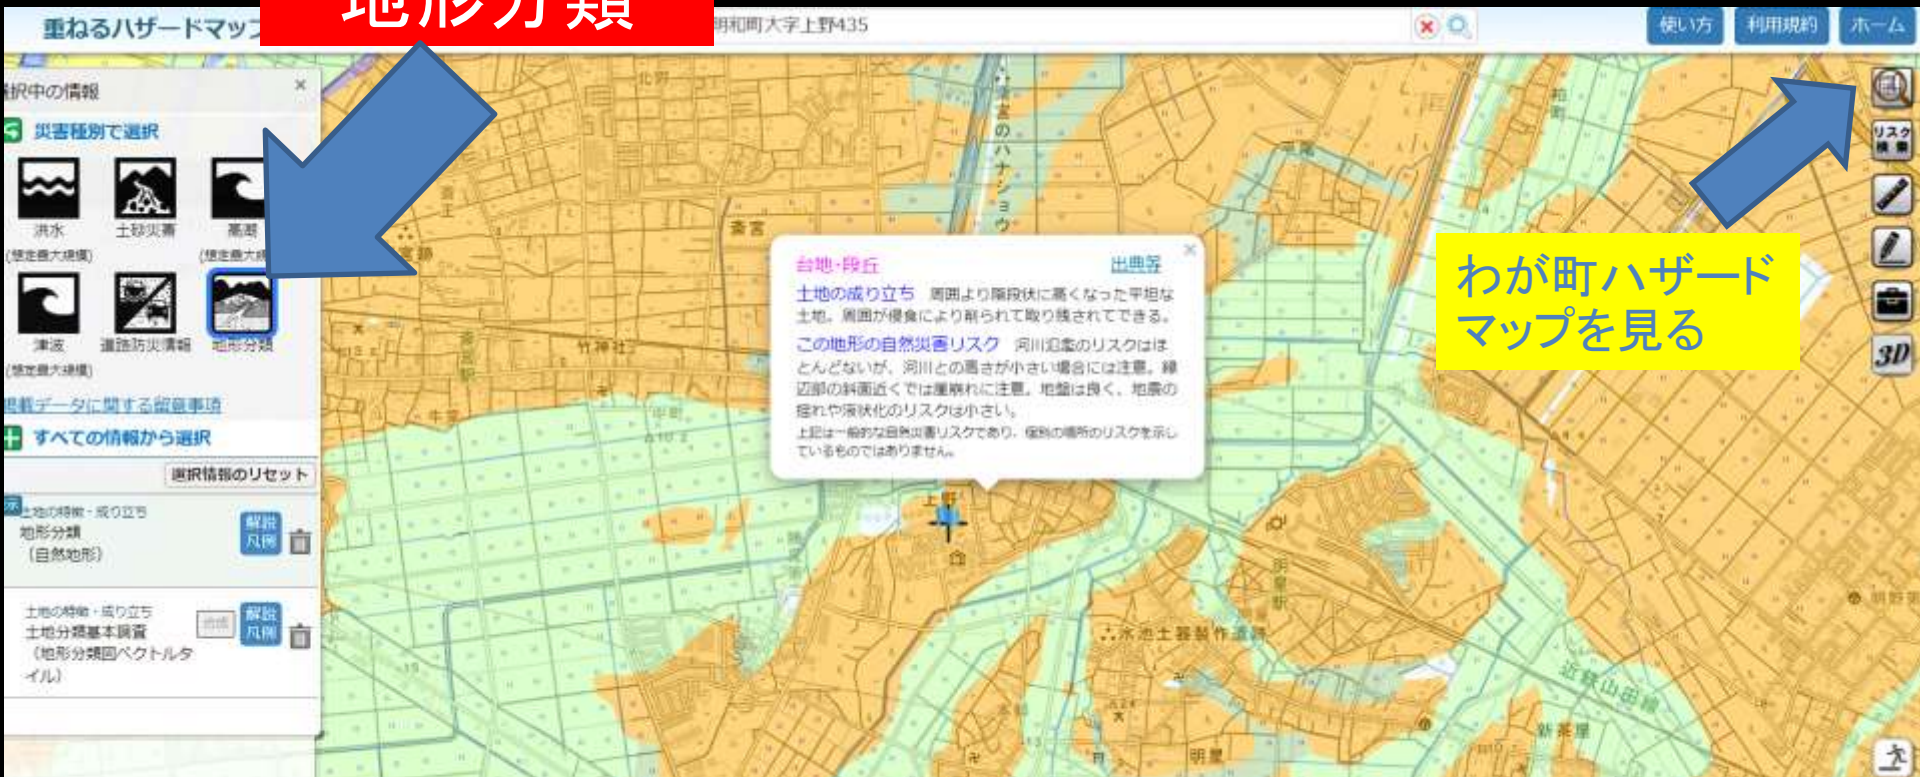 地形分類
重ねるハザードマップ
明和町大字上野435
使い方
利用規約
ホーム
選択中の情報
災害種別で選択
洪水
土砂災害
高潮
(想定最大規模)
津波
道路防災情報
地形分類
(想定最大規模)
掲載データに関する留意事項
すべての情報から選択
選択情報のリセット
土地の特徴・成り立ち
地形分類
(自然地形)
解説
凡例
土地の特徴・成り立ち
土地分類基本調査
(地形分類図ベクトルタ
イル)
解説
凡例
台地・段丘
出典等
土地の成り立ち 周囲より階段状に高くなった平坦な
土地。周囲が侵食により削られて取り残されてできる。
この地形の自然災害リスク 河川氾濫のリスクはほ
とんどないが、河川との高さが小さい場合には注意。縁
辺部の斜面近くでは崖崩れに注意。地盤は良く、地震の
揺れや液状化のリスクは小さい。
上記は一般的な自然災害リスクであり、個別の場所のリスクを示し
ているものではありません。
わが町ハザード
マップを見る
リスク
検索
3D
北野
斎宮
竹神社
牛葉
中町
上野
明星駅
水池土器製作遺跡
近鉄山田線
新茶屋
明星